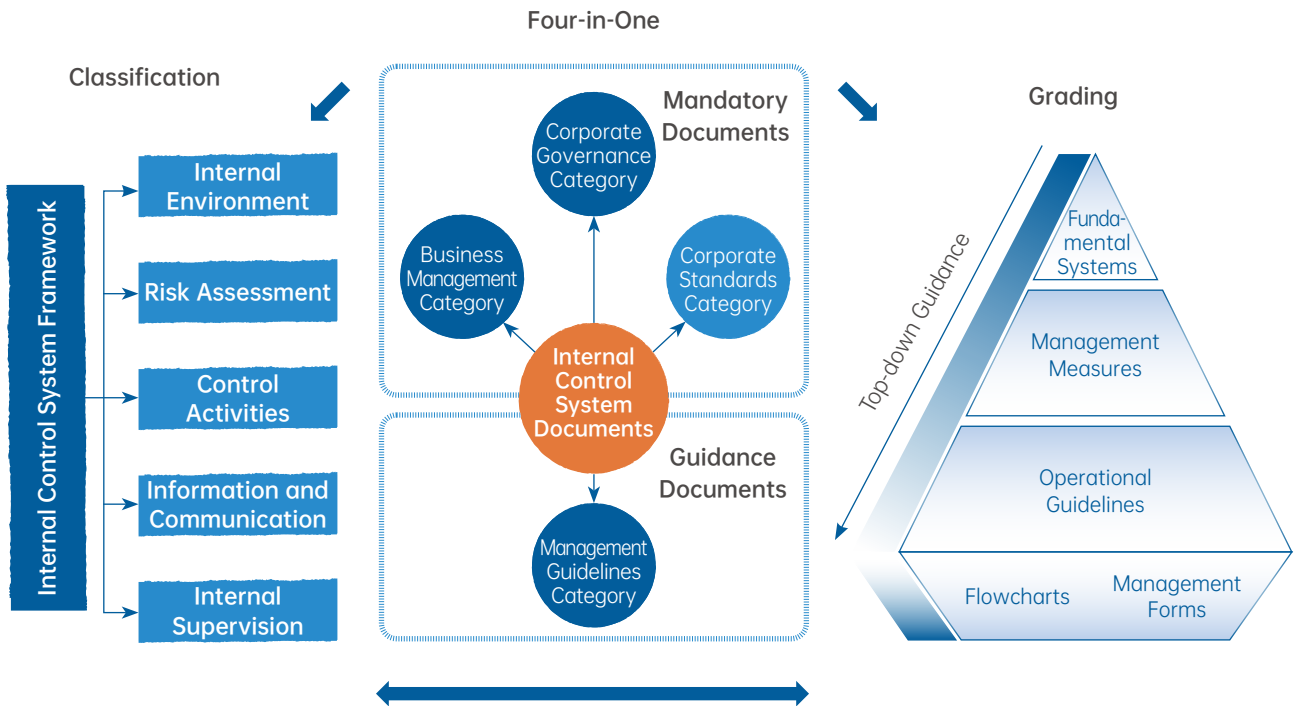 Four-in-One
Classification
Internal Control System Framework
Internal
Environment
Risk Assessment
Control
Activities
Information and
Communication
Internal
Supervision
Mandatory
Documents
Corporate
Governance
Category
Business
Management
Category
Corporate
Standards
Category
Internal
Control
System
Documents
Guidance
Documents
Management
Guidelines
Category
Grading
Top-down Guidance
Funda-
mental
Systems
Management
Measures
Operational
Guidelines
Flowcharts
Management
Forms